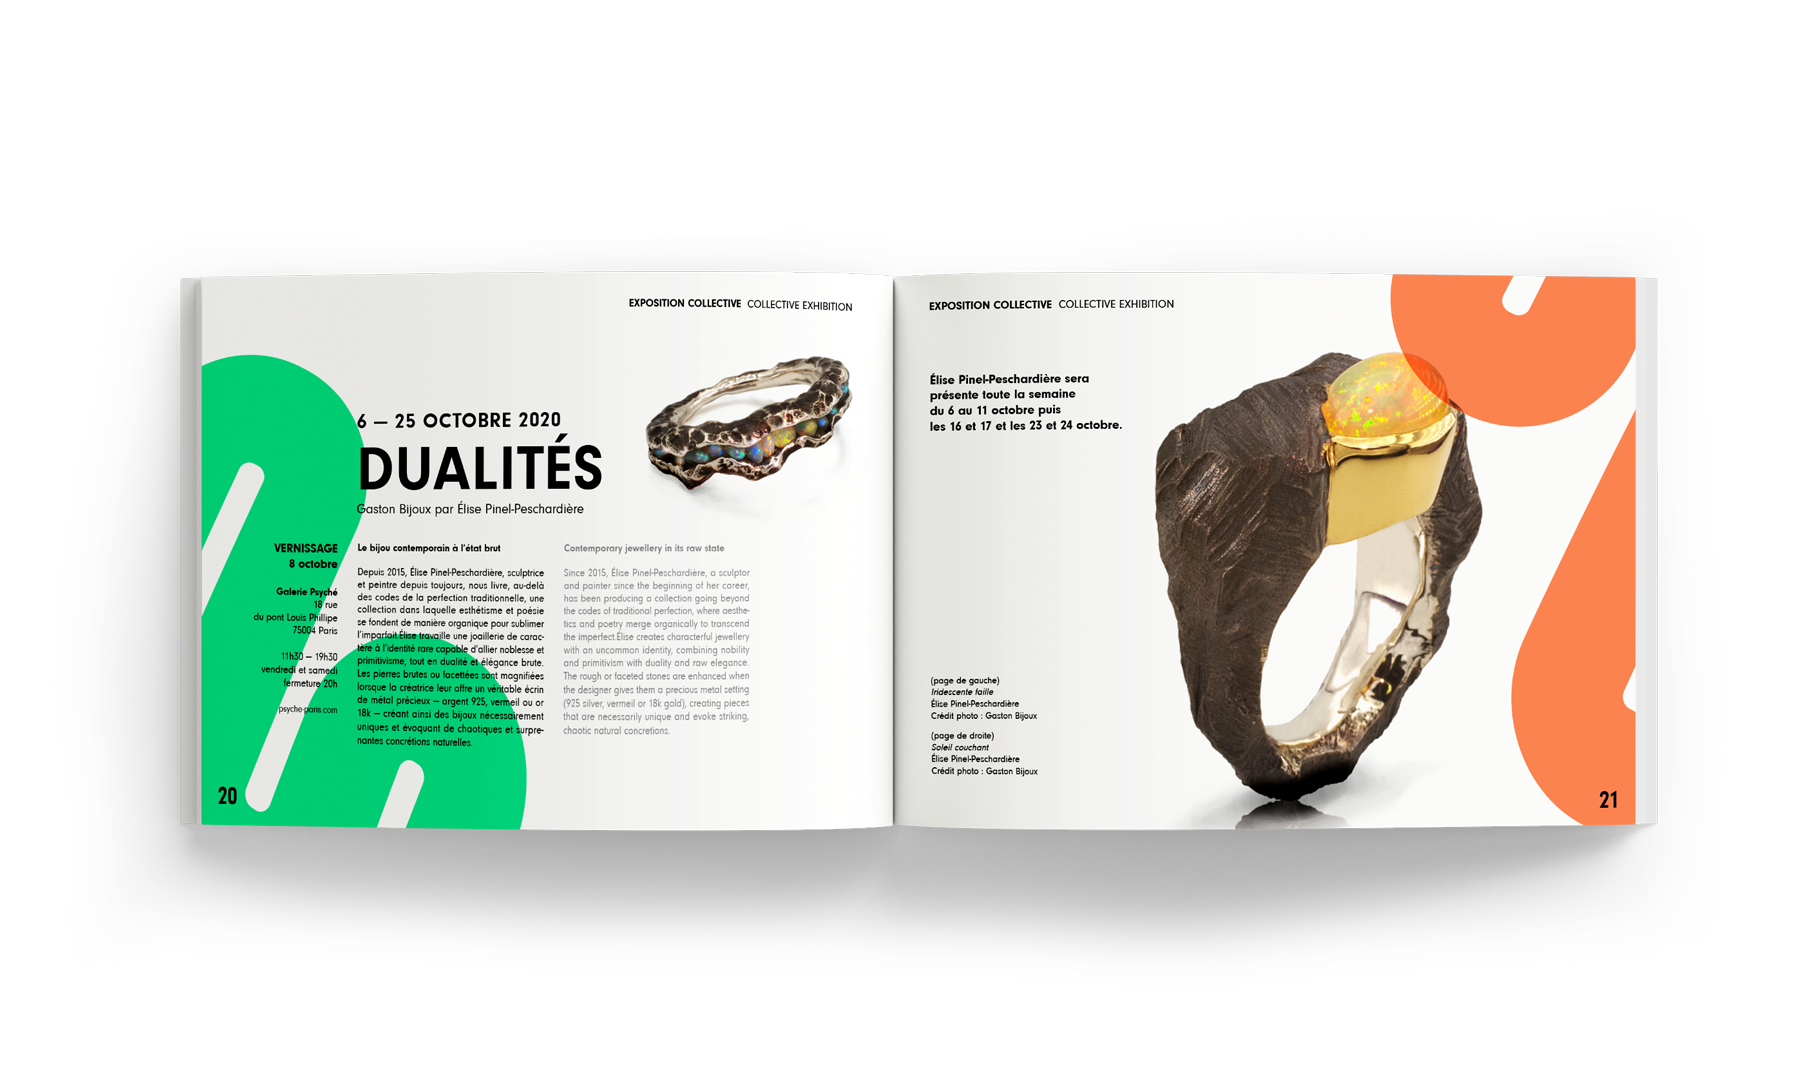 EXPOSITION COLLECTIVE COLLECTIVE EXHIBITION
6 — 25 OCTOBRE 2020
DUALITÉS
Gaston Bijoux par Élise Pinel-Peschardière
VERNISSAGE
8 octobre
Galerie Psyché
18 rue
du pont Louis Phillipe
75004 Paris
11h30 — 19h30
vendredi et samedi
fermeture 20h
psyche-paris.com
Le bijou contemporain à l'état brut
Depuis 2015, Élise Pinel-Peschardière, sculptrice
et peintre depuis toujours, nous livre, au-delà
des codes de la perfection traditionnelle, une
collection dans laquelle esthétisme et poésie
se fondent de manière organique pour sublimer
l'imparfait.Élise travaille une joaillerie de carac-
tère à l'identité rare capable d'allier noblesse et
primitivisme, tout en dualité et élégance brute.
Les pierres brutes ou facettées sont magnifiées
lorsque la créatrice leur offre un véritable écrin
de métal précieux — argent 925, vermeil ou or
18k — créant ainsi des bijoux nécessairement
uniques et évoquant de chaotiques et surpre-
nantes concrétions naturelles.
Contemporary jewellery in its raw state
Since 2015, Élise Pinel-Peschardière, a sculptor
and painter since the beginning of her career,
has been producing a collection going beyond
the codes of traditional perfection, where aesthe-
tics and poetry merge organically to transcend
the imperfect.Élise creates characterful jewellery
with an uncommon identity, combining nobility
and primitivism with duality and raw elegance.
The rough or faceted stones are enhanced when
the designer gives them a precious metal setting
(925 silver, vermeil or 18k gold), creating pieces
that are necessarily unique and evoke striking,
chaotic natural concretions.
20
EXPOSITION COLLECTIVE COLLECTIVE EXHIBITION
Élise Pinel-Peschardière sera
présente toute la semaine
du 6 au 11 octobre puis
les 16 et 17 et les 23 et 24 octobre.
(page de gauche)
Iridescente faille
Élise Pinel-Peschardière
Crédit photo : Gaston Bijoux
(page de droite)
Soleil couchant
Élise Pinel-Peschardière
Crédit photo : Gaston Bijoux
21